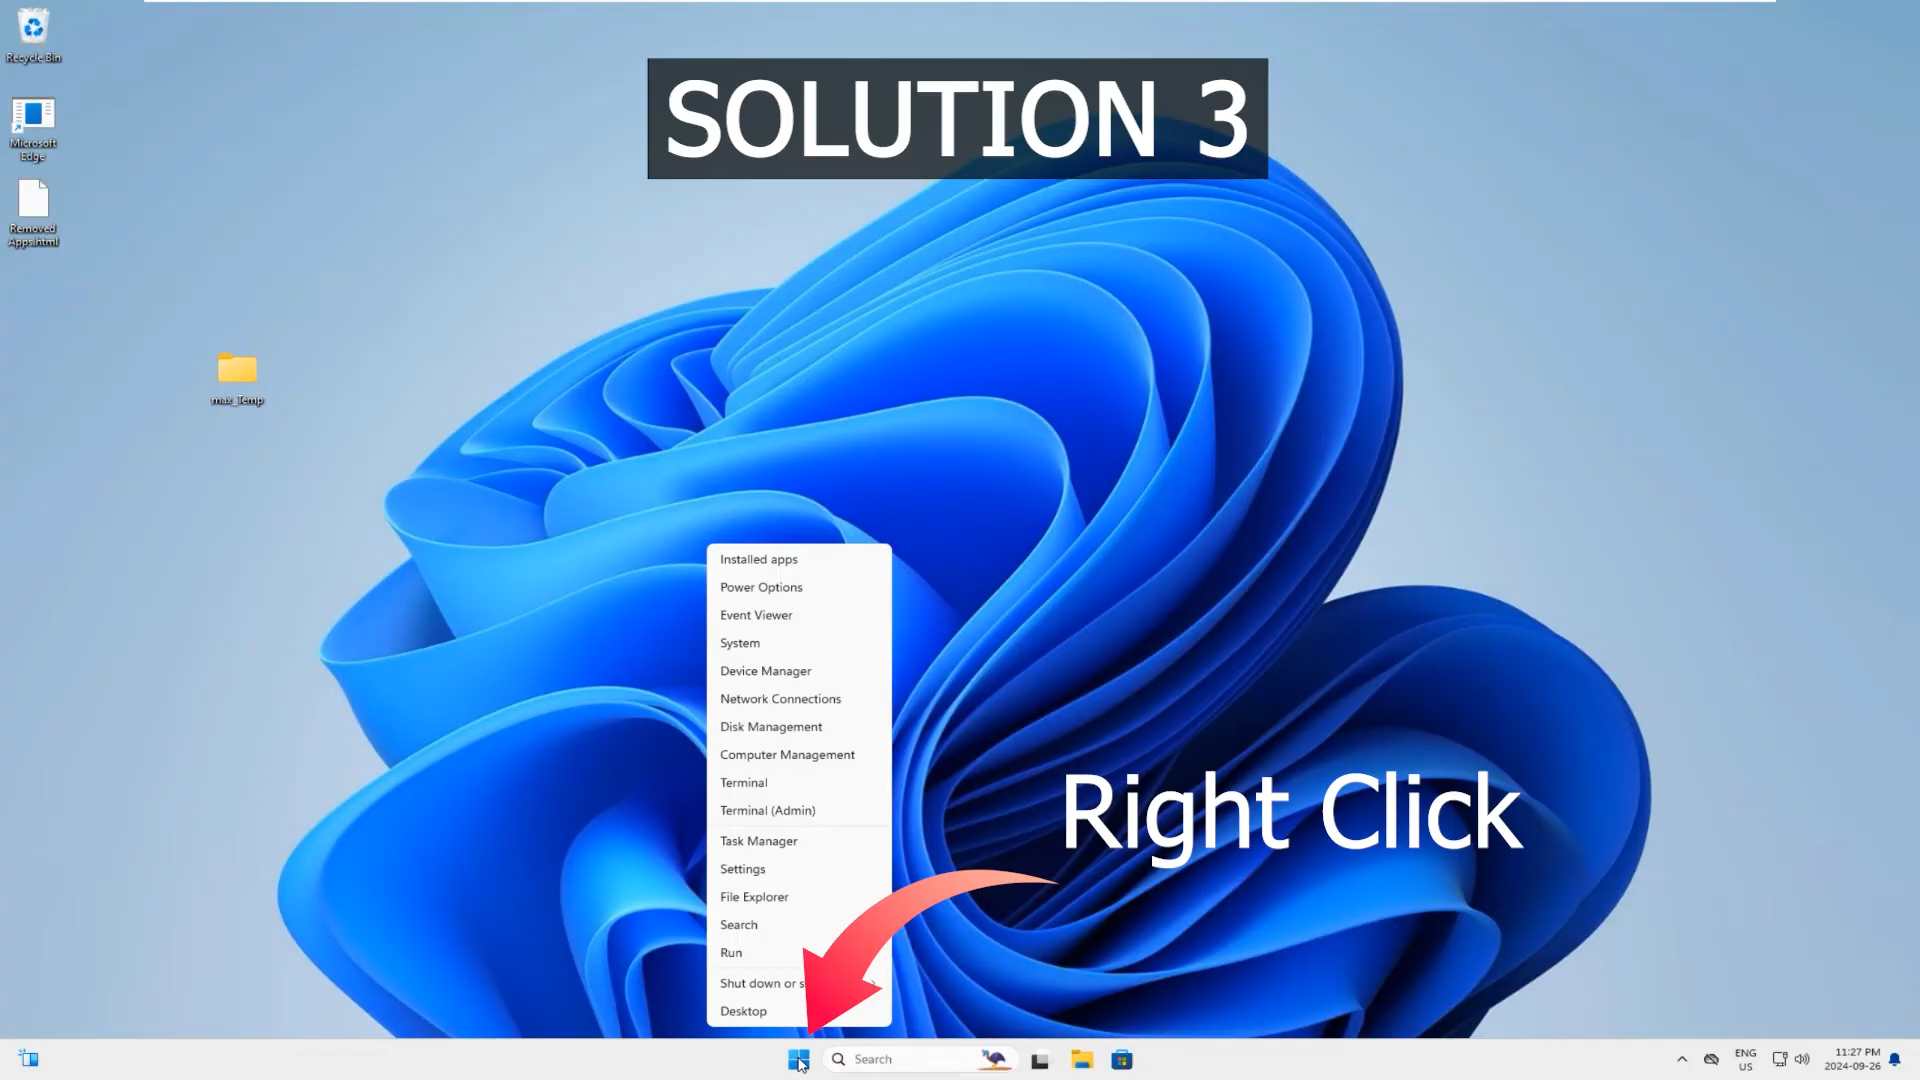 Recycle Bin
SOLUTION 3
Microsoft
Edge
Removed
Apps.html
max_Temp
Installed apps
Power Options
Event Viewer
System
Device Manager
Network Connections
Disk Management
Computer Management
Terminal
Terminal (Admin)
Task Manager
Settings
File Explorer
Search
Run
Shut down or s
Desktop
Right Click
Search
ENG
US
11:27 PM
2024-09-26